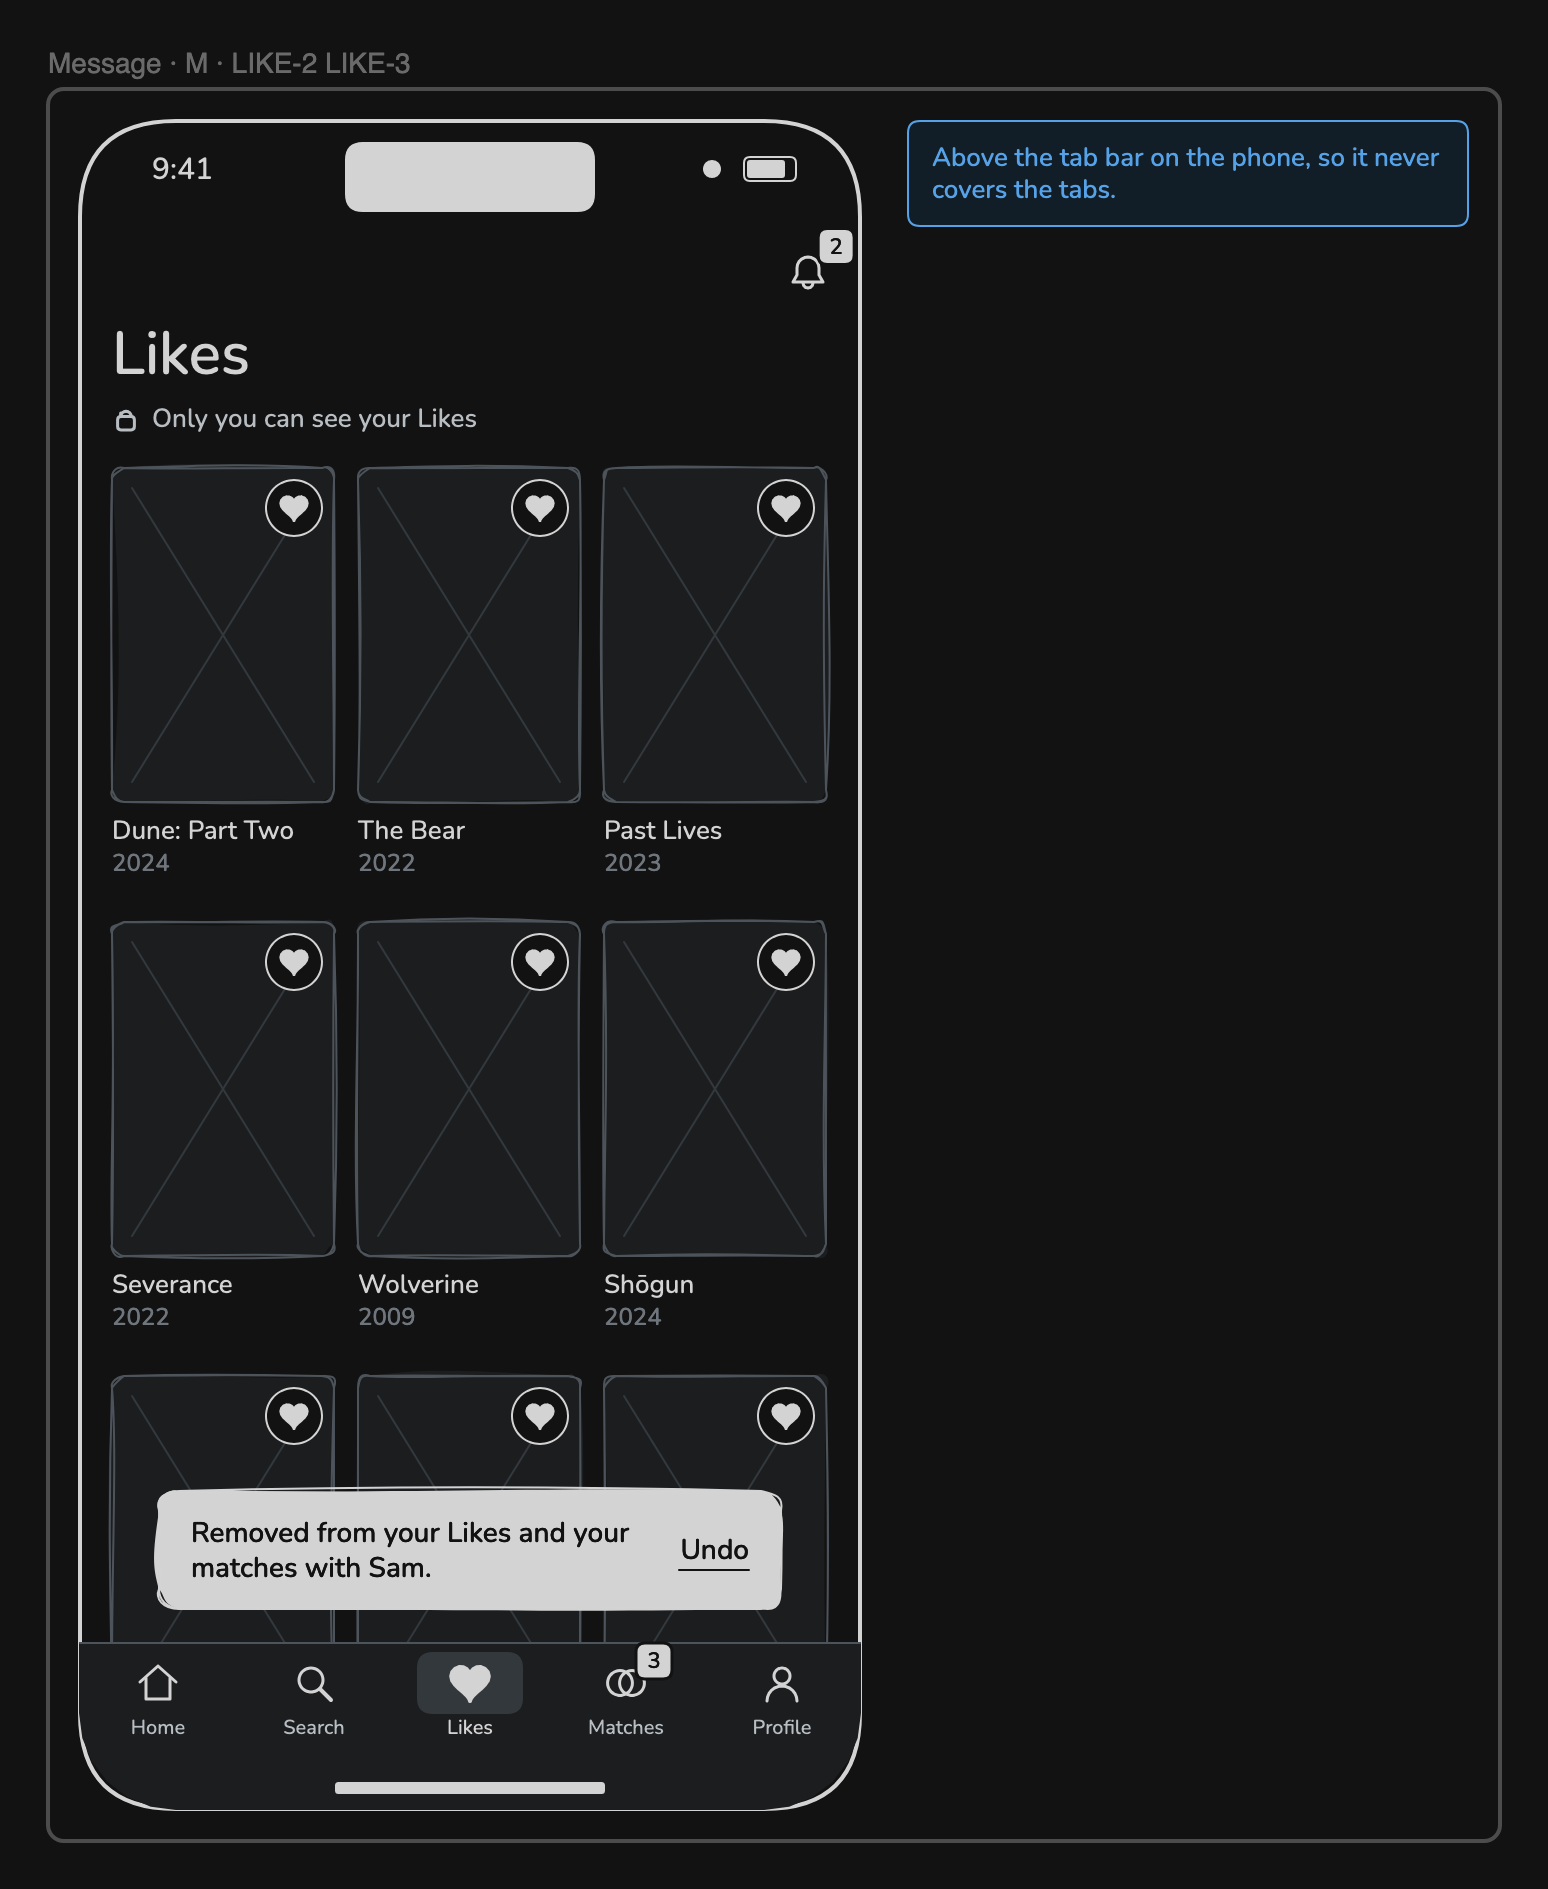 Message · M · LIKE-2 LIKE-3
9:41
Above the tab bar on the phone, so it never
covers the tabs.
2
Likes
Only you can see your Likes
Dune: Part Two
2024
The Bear
2022
Past Lives
2023
Severance
2022
Wolverine
2009
Shōgun
2024
Removed from your Likes and your
matches with Sam.
Undo
3
Home
Search
Likes
Matches
Profile